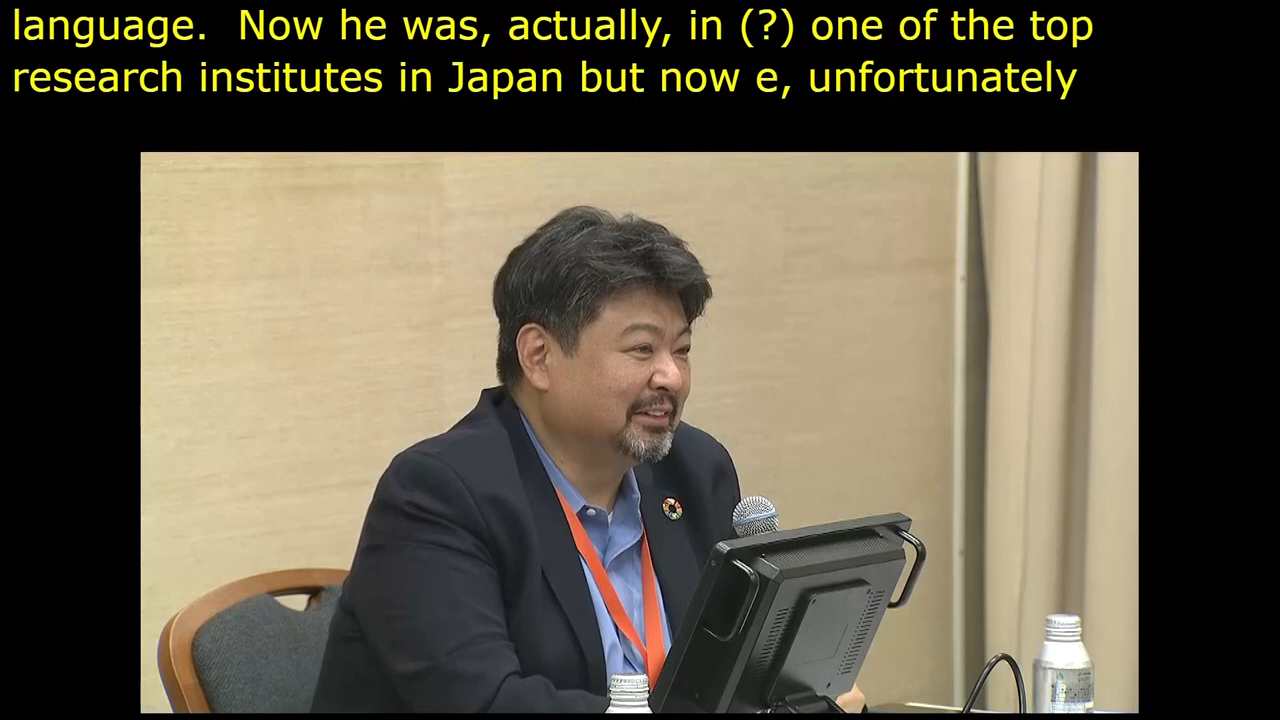 language.  Now he was, actually, in (?) one of the top
research institutes in Japan but now e, unfortunately